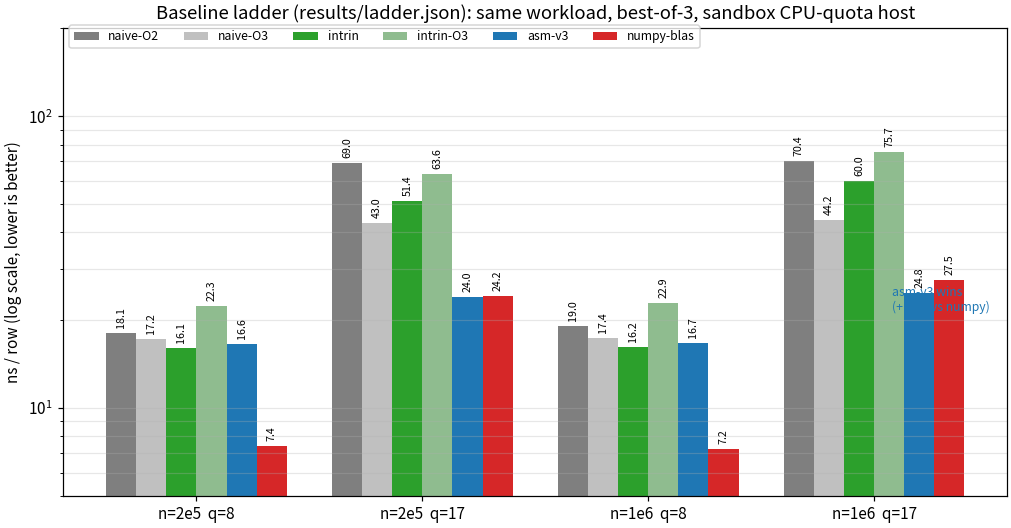 Baseline ladder (results/ladder.json): same workload, best-of-3, sandbox CPU-quota host
naive-O2 naive-O3 intrin intrin-O3 asm-v3 numpy-blas
ns / row (log scale, lower is better)
10²
10¹
18.1 17.2 16.1 22.3 16.6 7.4
69.0 43.0 51.4 63.6 24.0 24.2
19.0 17.4 16.2 22.9 16.7 7.2
70.4 44.2 60.0 75.7 24.8 27.5
asm-v3
(+ numpy)
n=2e5 q=8
n=2e5 q=17
n=1e6 q=8
n=1e6 q=17